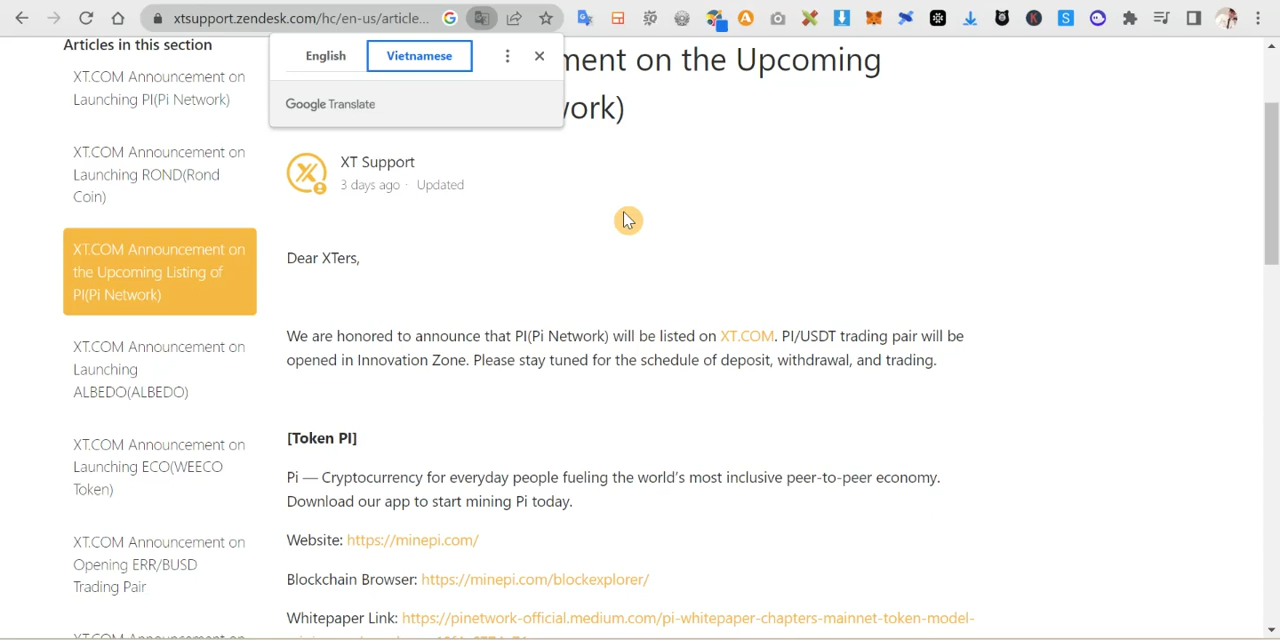 xtsupport.zendesk.com/hc/en-us/article...
Articles in this section
English
Vietnamese
Google Translate
ment on the Upcoming
work)
XT.COM Announcement on
Launching PI(Pi Network)
XT.COM Announcement on
Launching ROND(Rond
Coin)
XT.COM Announcement on
the Upcoming Listing of
PI(Pi Network)
XT.COM Announcement on
Launching
ALBEDO(ALBEDO)
XT.COM Announcement on
Launching ECO(WEECO
Token)
XT.COM Announcement on
Opening ERR/BUSD
Trading Pair
XT Support
3 days ago · Updated
Dear XTers,
We are honored to announce that PI(Pi Network) will be listed on XT.COM. PI/USDT trading pair will be
opened in Innovation Zone. Please stay tuned for the schedule of deposit, withdrawal, and trading.
[Token PI]
Pi — Cryptocurrency for everyday people fueling the world's most inclusive peer-to-peer economy.
Download our app to start mining Pi today.
Website: https://minepi.com/
Blockchain Browser: https://minepi.com/blockexplorer/
Whitepaper Link: https://pinetwork-official.medium.com/pi-whitepaper-chapters-mainnet-token-model-